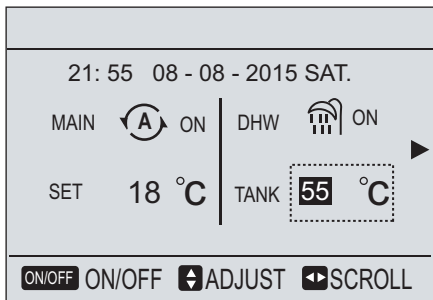 21: 55 08 - 08 - 2015 SAT.
MAIN A ON DHW ON
SET 18 °C TANK 55 °C
ON/OFF ON/OFF ADJUST SCROLL